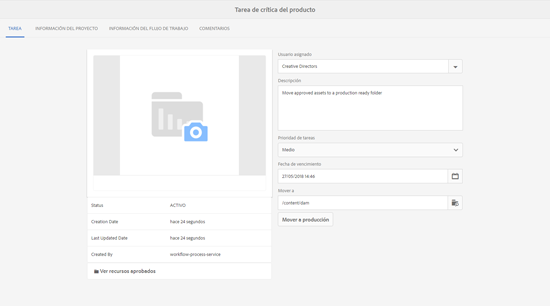 Tarea de crítica del producto
TAREA
INFORMACIÓN DEL PROYECTO
INFORMACIÓN DEL FLUJO DE TRABAJO
COMENTARIOS
Status ACTIVO
Creation Date hace 24 segundos
Last Updated Date hace 24 segundos
Created By workflow-process-service
Ver recursos aprobados
Usuario asignado
Creative Directors
Descripción
Move approved assets to a production ready folder
Prioridad de tareas
Medio
Fecha de vencimiento
27/05/2018 14:46
Mover a
/content/dam
Mover a producción